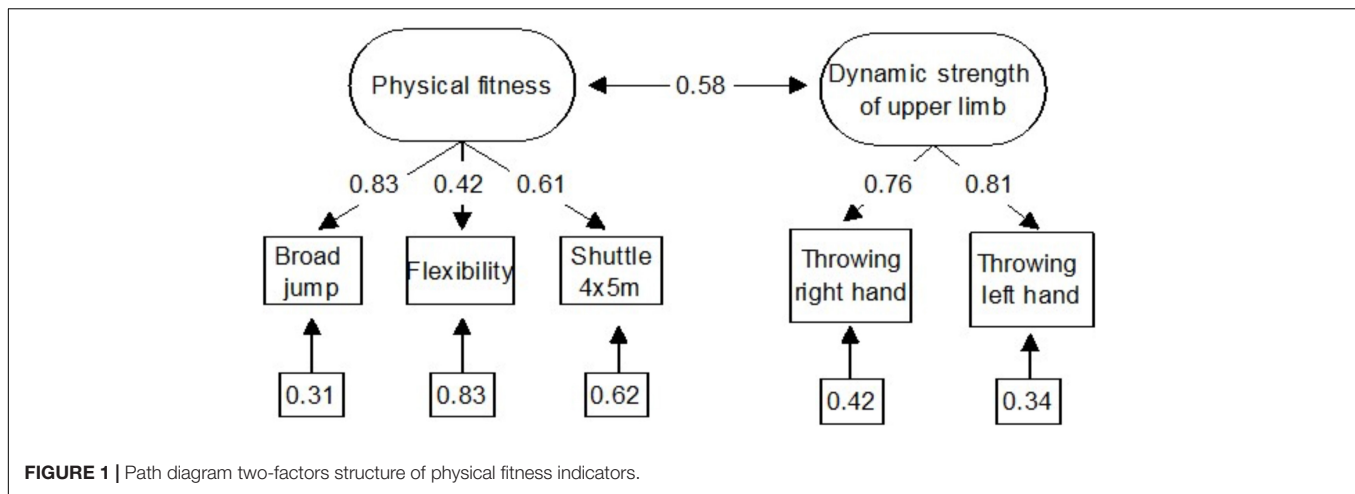 Physical fitness
0.58
Dynamic strength
of upper limb
0.83 0.42 0.61
0.76 0.81
Broad
jump
Flexibility
Shuttle
4x5m
Throwing
right hand
Throwing
left hand
0.31
0.83
0.62
0.42
0.34
FIGURE 1 | Path diagram two-factors structure of physical fitness indicators.